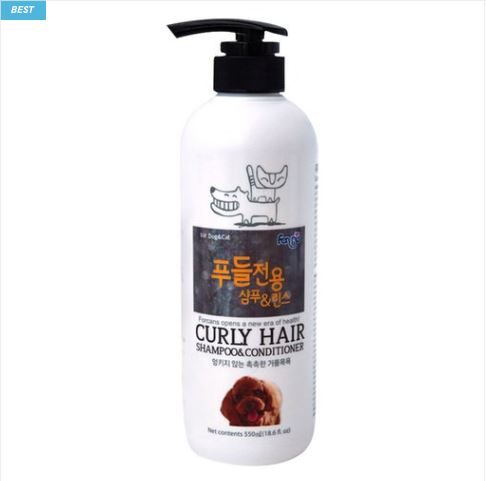 BEST
for Dog&Cat
푸들전용
샴푸&린스
Forcans opens a new era of health!
CURLY HAIR
SHAMPOO&CONDITIONER
엉키지 않는 촉촉한 거품목욕
Net contents 550㎖(18.6 fl. oz)